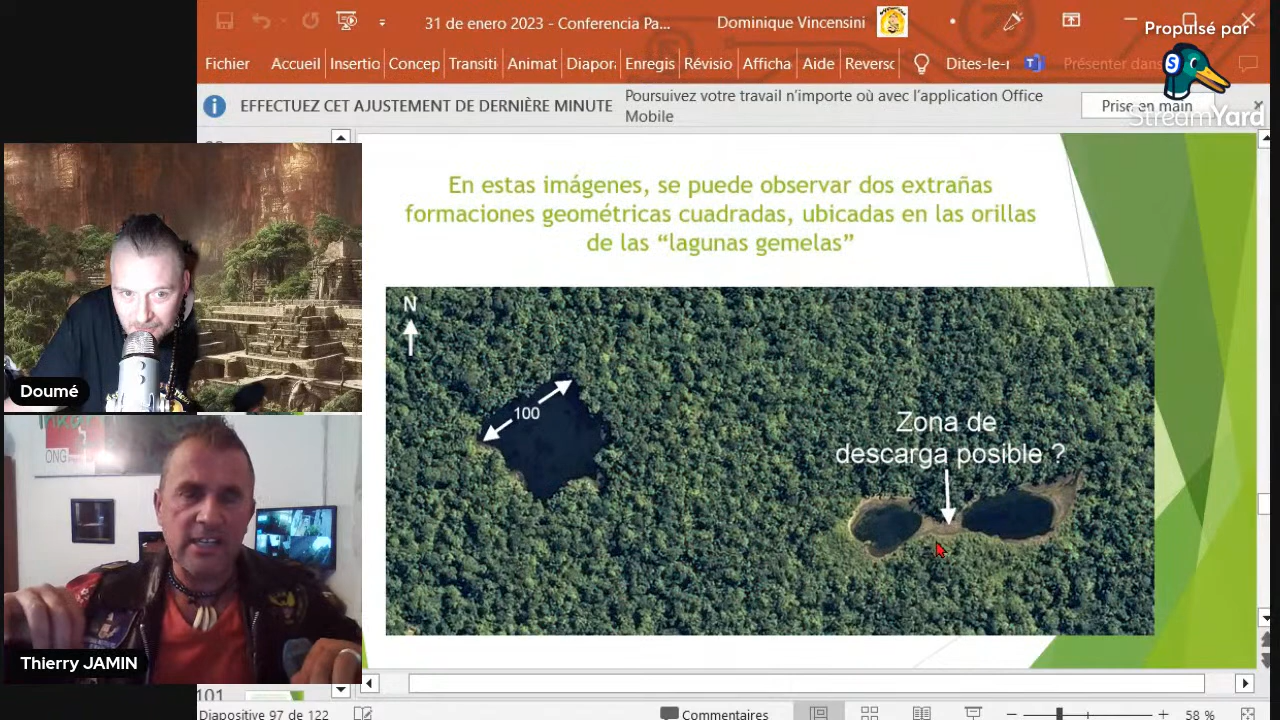 31 de enero 2023 - Conferencia Pa...
Dominique Vincensini
Propulsé par
StreamYard
Fichier
Accueil
Insertio
Concep
Transiti
Animat
Diapora
Enregis
Révisio
Afficha
Aide
Reverso
Dites-le-r
Présenter dans
EFFECTUEZ CET AJUSTEMENT DE DERNIÈRE MINUTE
Poursuivez votre travail n'importe où avec l'application Office
Mobile
Prise en main
En estas imágenes, se puede observar dos extrañas
formaciones geométricas cuadradas, ubicadas en las orillas
de las “lagunas gemelas”
N
100
Zona de
descarga posible ?
Doumé
ONG
Thierry JAMIN
101
Diapositive 97 de 122
Commentaires
58 %